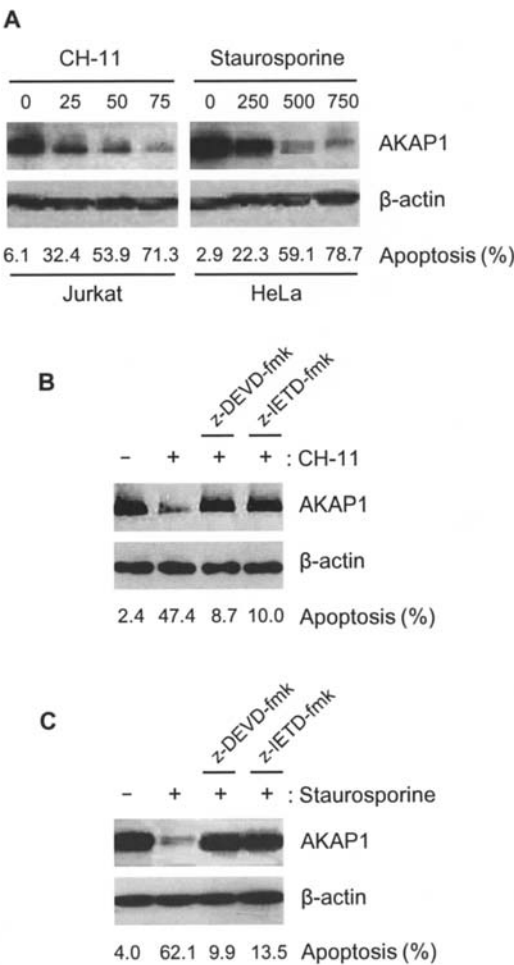 A
CH-11 Staurosporine
0 25 50 75 0 250 500 750
AKAP1
β-actin
6.1 32.4 53.9 71.3 2.9 22.3 59.1 78.7 Apoptosis (%)
Jurkat HeLa
B
z-DEVD-fmk z-IETD-fmk
– + + + : CH-11
AKAP1
β-actin
2.4 47.4 8.7 10.0 Apoptosis (%)
C
z-DEVD-fmk z-IETD-fmk
– + + + : Staurosporine
AKAP1
β-actin
4.0 62.1 9.9 13.5 Apoptosis (%)